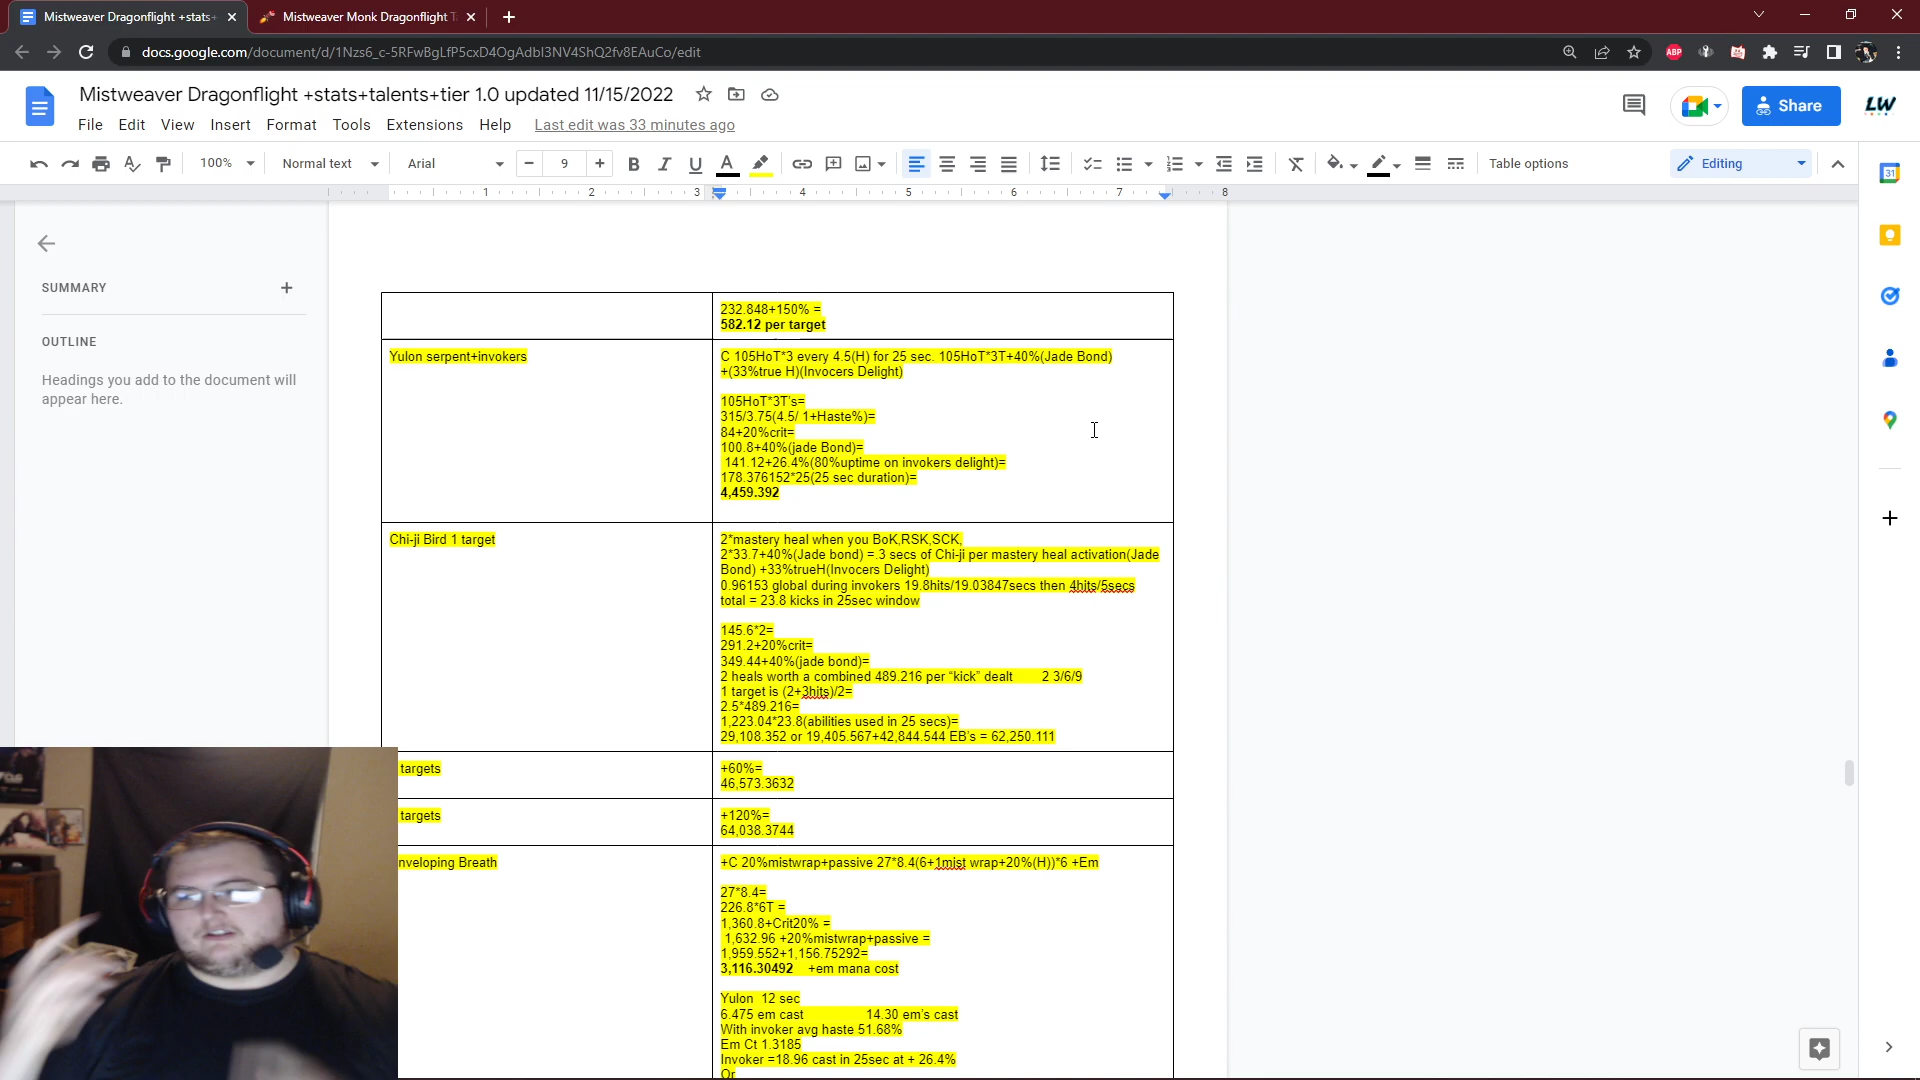 Mistweaver Dragonflight +stats+
Mistweaver Monk Dragonflight T
docs.google.com/document/d/1Nzs6_c-5RFwBgLfP5cxD4OgAdbI3NV4ShQ2fv8EAuCo/edit
ABP
Mistweaver Dragonflight +stats+talents+tier 1.0 updated 11/15/2022
File Edit View Insert Format Tools Extensions Help Last edit was 33 minutes ago
Share
LW
100% Normal text Arial 9 Table options Editing
1 2 3 4 5 6 7 8
31
SUMMARY
OUTLINE
Headings you add to the document will
appear here.
232.848+150% =
582.12 per target
Yulon serpent+invokers
C 105HoT*3 every 4.5(H) for 25 sec. 105HoT*3T+40%(Jade Bond)
+(33%true H)(Invocers Delight)
105HoT*3T's=
315/3.75(4.5/ 1+Haste%)=
84+20%crit=
100.8+40%(jade Bond)=
141.12+26.4%(80%uptime on invokers delight)=
178.376152*25(25 sec duration)=
4,459.392
Chi-ji Bird 1 target
2*mastery heal when you BoK,RSK,SCK,
2*33.7+40%(Jade bond) =.3 secs of Chi-ji per mastery heal activation(Jade
Bond) +33%trueH(Invocers Delight)
0.96153 global during invokers 19.8hits/19.03847secs then 4hits/5secs
total = 23.8 kicks in 25sec window
145.6*2=
291.2+20%crit=
349.44+40%(jade bond)=
2 heals worth a combined 489.216 per “kick” dealt 2 3/6/9
1 target is (2+3hits)/2=
2.5*489.216=
1,223.04*23.8(abilities used in 25 secs)=
29,108.352 or 19,405.567+42,844.544 EB's = 62,250.111
targets
+60%=
46,573.3632
targets
+120%=
64,038.3744
nveloping Breath
+C 20%mistwrap+passive 27*8.4(6+1mist wrap+20%(H))*6 +Em
27*8.4=
226.8*6T =
1,360.8+Crit20% =
1,632.96 +20%mistwrap+passive =
1,959.552+1,156.75292=
3,116.30492 +em mana cost
Yulon 12 sec
6.475 em cast 14.30 em's cast
With invoker avg haste 51.68%
Em Ct 1.3185
Invoker =18.96 cast in 25sec at + 26.4%
Or